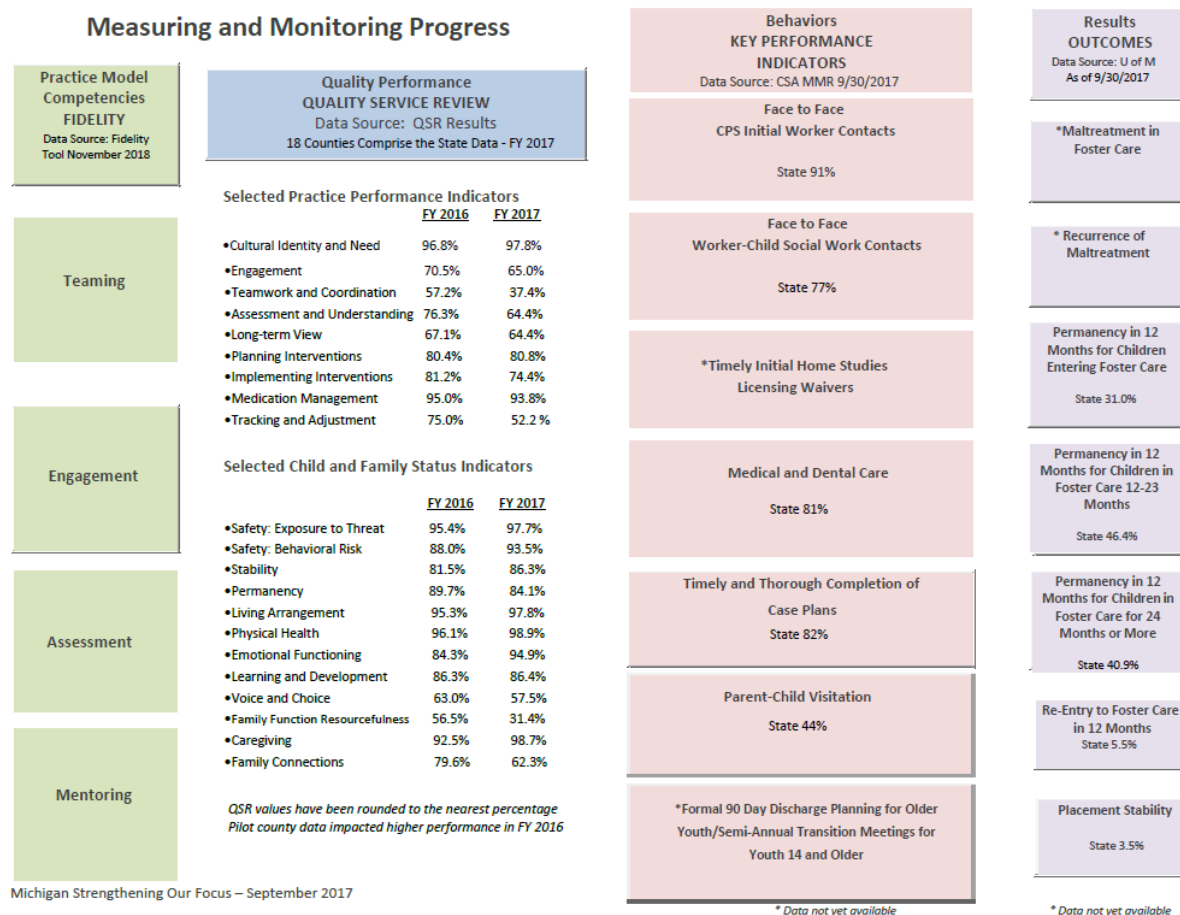 Measuring and Monitoring Progress
Practice Model
Competencies
FIDELITY
Data Source: Fidelity
Tool November 2018
Teaming
Engagement
Assessment
Mentoring
Quality Performance
QUALITY SERVICE REVIEW
Data Source: QSR Results
18 Counties Comprise the State Data - FY 2017
Selected Practice Performance Indicators
FY 2016 FY 2017
•Cultural Identity and Need 96.8% 97.8%
•Engagement 70.5% 65.0%
•Teamwork and Coordination 57.2% 37.4%
•Assessment and Understanding 76.3% 64.4%
•Long-term View 67.1% 64.4%
•Planning Interventions 80.4% 80.8%
•Implementing Interventions 81.2% 74.4%
•Medication Management 95.0% 93.8%
•Tracking and Adjustment 75.0% 52.2 %
Selected Child and Family Status Indicators
FY 2016 FY 2017
•Safety: Exposure to Threat 95.4% 97.7%
•Safety: Behavioral Risk 88.0% 93.5%
•Stability 81.5% 86.3%
•Permanency 89.7% 84.1%
•Living Arrangement 95.3% 97.8%
•Physical Health 96.1% 98.9%
•Emotional Functioning 84.3% 94.9%
•Learning and Development 86.3% 86.4%
•Voice and Choice 63.0% 57.5%
•Family Function Resourcefulness 56.5% 31.4%
•Caregiving 92.5% 98.7%
•Family Connections 79.6% 62.3%
QSR values have been rounded to the nearest percentage
Pilot county data impacted higher performance in FY 2016
Behaviors
KEY PERFORMANCE
INDICATORS
Data Source: CSA MMR 9/30/2017
Face to Face
CPS Initial Worker Contacts
State 91%
Face to Face
Worker-Child Social Work Contacts
State 77%
*Timely Initial Home Studies
Licensing Waivers
Medical and Dental Care
State 81%
Timely and Thorough Completion of
Case Plans
State 82%
Parent-Child Visitation
State 44%
*Formal 90 Day Discharge Planning for Older
Youth/Semi-Annual Transition Meetings for
Youth 14 and Older
* Data not yet available
Results
OUTCOMES
Data Source: U of M
As of 9/30/2017
*Maltreatment in
Foster Care
* Recurrence of
Maltreatment
Permanency in 12
Months for Children
Entering Foster Care
State 31.0%
Permanency in 12
Months for Children in
Foster Care 12-23
Months
State 46.4%
Permanency in 12
Months for Children in
Foster Care for 24
Months or More
State 40.9%
Re-Entry to Foster Care
in 12 Months
State 5.5%
Placement Stability
State 3.5%
* Data not yet available
Michigan Strengthening Our Focus – September 2017